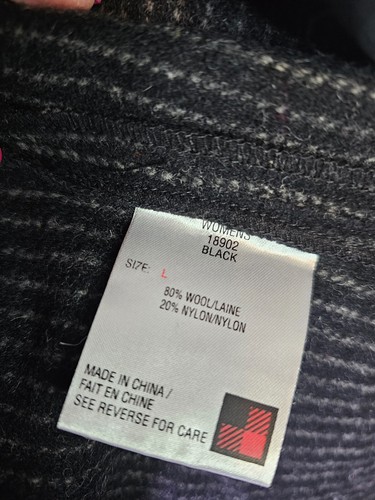 WOMENS
18902
BLACK
SIZE: L
80% WOOL/LAINE
20% NYLON/NYLON
MADE IN CHINA /
FAIT EN CHINE
SEE REVERSE FOR CARE